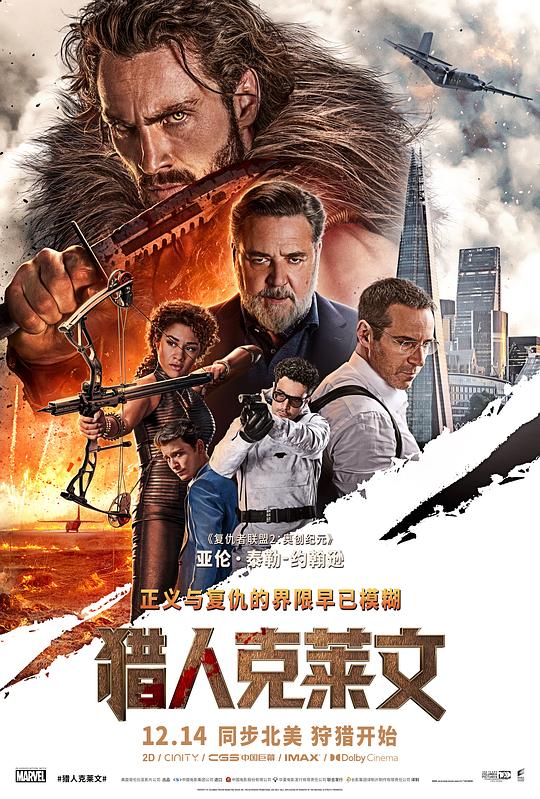 《复仇者联盟2：奥创纪元》
亚伦·泰勒-约翰逊
正义与复仇的界限早已模糊
猎人克莱文
12.14 同步北美 狩猎开始
2D / CINITY / CGS中国巨幕 / IMAX / Dolby Cinema
MARVEL
#猎人克莱文#